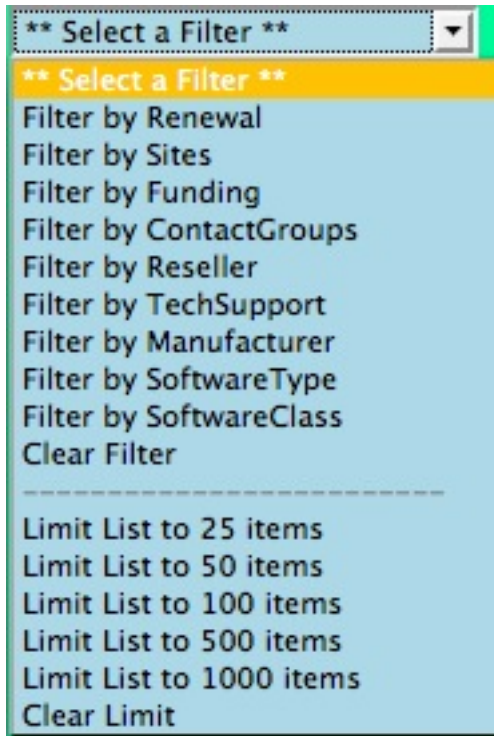 ** Select a Filter **
** Select a Filter **
Filter by Renewal
Filter by Sites
Filter by Funding
Filter by ContactGroups
Filter by Reseller
Filter by TechSupport
Filter by Manufacturer
Filter by SoftwareType
Filter by SoftwareClass
Clear Filter
--------------------------
Limit List to 25 items
Limit List to 50 items
Limit List to 100 items
Limit List to 500 items
Limit List to 1000 items
Clear Limit